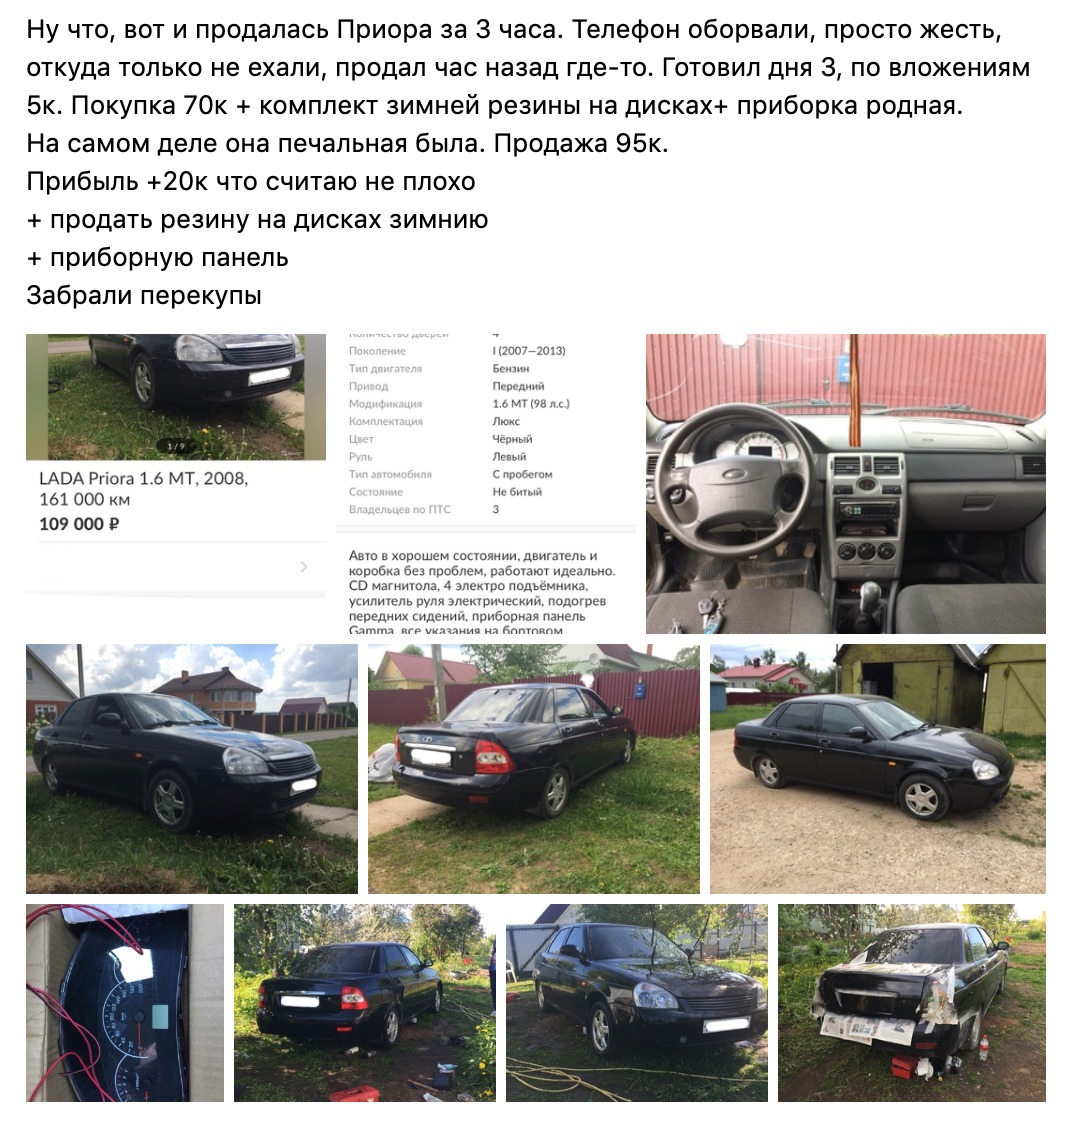 Ну что, вот и продалась Приора за 3 часа. Телефон оборвали, просто жесть,
откуда только не ехали, продал час назад где-то. Готовил дня 3, по вложениям
5к. Покупка 70к + комплект зимней резины на дисках+ приборка родная.
На самом деле она печальная была. Продажа 95к.
Прибыль +20к что считаю не плохо
+ продать резину на дисках зимнию
+ приборную панель
Забрали перекупы
1/9
LADA Priora 1.6 MT, 2008,
161 000 км
109 000 ₽
Количество дверей 4
Поколение I (2007—2013)
Тип двигателя Бензин
Привод Передний
Модификация 1.6 MT (98 л.с.)
Комплектация Люкс
Цвет Чёрный
Руль Левый
Тип автомобиля С пробегом
Состояние Не битый
Владельцев по ПТС 3
Авто в хорошем состоянии, двигатель и
коробка без проблем, работают идеально.
CD магнитола, 4 электро подъёмника,
усилитель руля электрический, подогрев
передних сидений, приборная панель
Gamma, все указания на бортовом